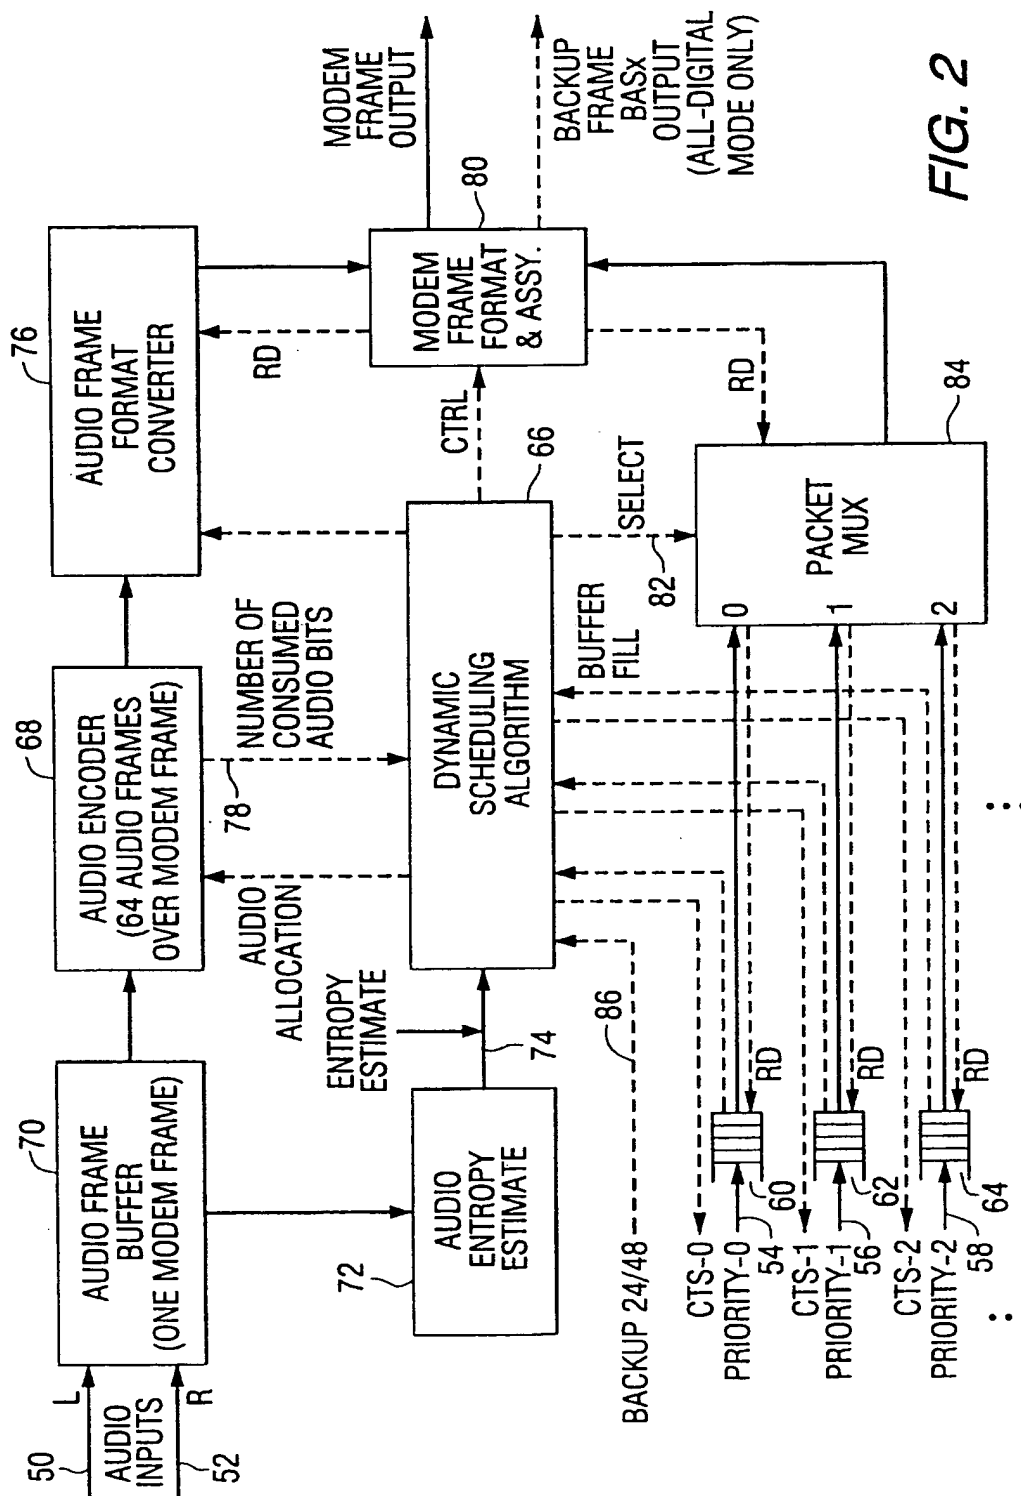 50
L
AUDIO
INPUTS
R
52
70
AUDIO FRAME
BUFFER
(ONE MODEM FRAME)
68
AUDIO ENCODER
(64 AUDIO FRAMES
OVER MODEM FRAME)
76
AUDIO FRAME
FORMAT
CONVERTER
72
AUDIO
ENTROPY
ESTIMATE
ENTROPY
ESTIMATE
74
AUDIO
ALLOCATION
78
NUMBER OF
CONSUMED
AUDIO BITS
DYNAMIC
SCHEDULING
ALGORITHM
66
CTRL
RD
MODEM
FRAME
FORMAT
& ASSY.
80
MODEM
FRAME
OUTPUT
BACKUP
FRAME
BASx
OUTPUT
(ALL-DIGITAL
MODE ONLY)
BACKUP 24/48
86
BUFFER
FILL
82
SELECT
RD
PACKET
MUX
84
0
1
2
CTS-0
PRIORITY-0
54
60
RD
CTS-1
PRIORITY-1
56
62
RD
CTS-2
PRIORITY-2
58
64
RD
FIG. 2